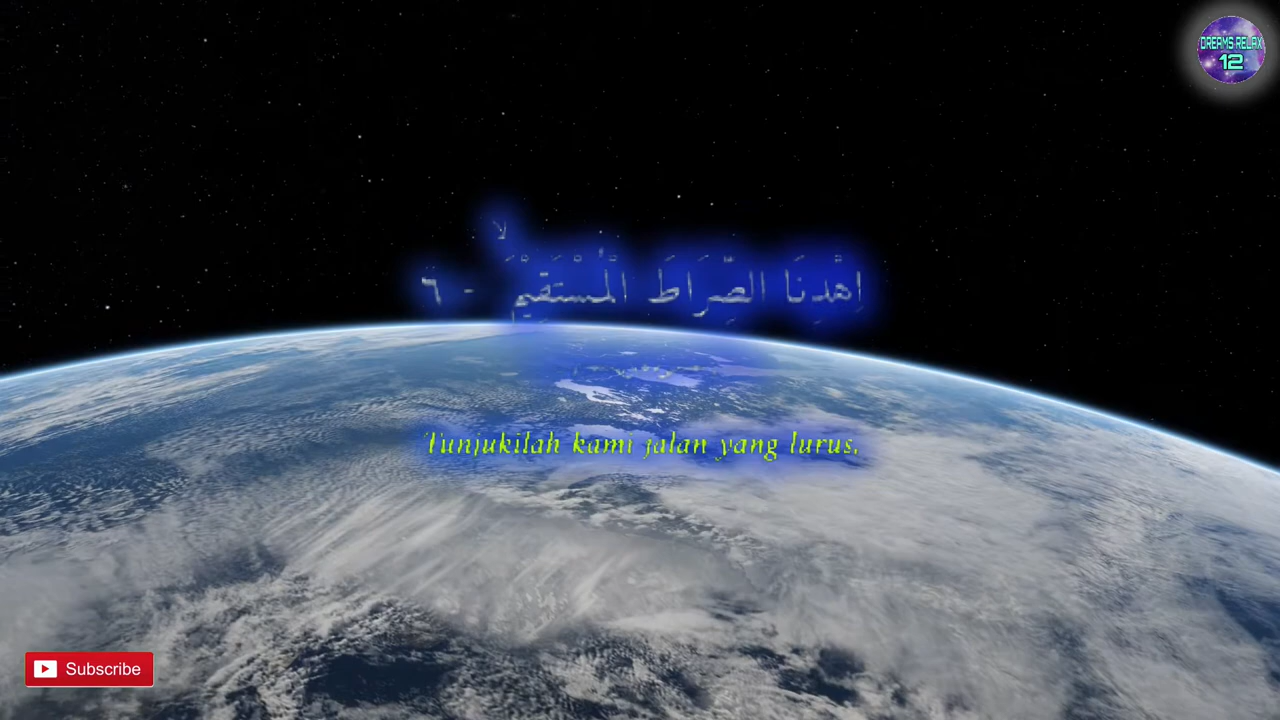 DREAMS RELAX
12
اِهْدِنَا الصِّرَاطَ الْمُسْتَقِيْمَ ۙ - ٦
Tunjukilah kami jalan yang lurus,
Subscribe